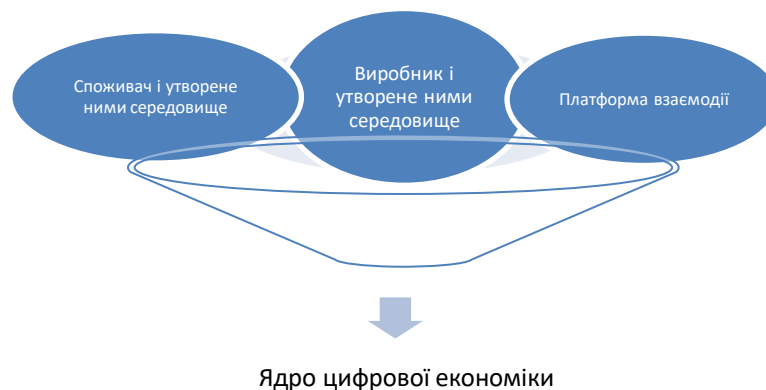 Споживач і утворене
ними середовище
Виробник і
утворене ними
середовище
Платформа взаємодії
Ядро цифрової економіки